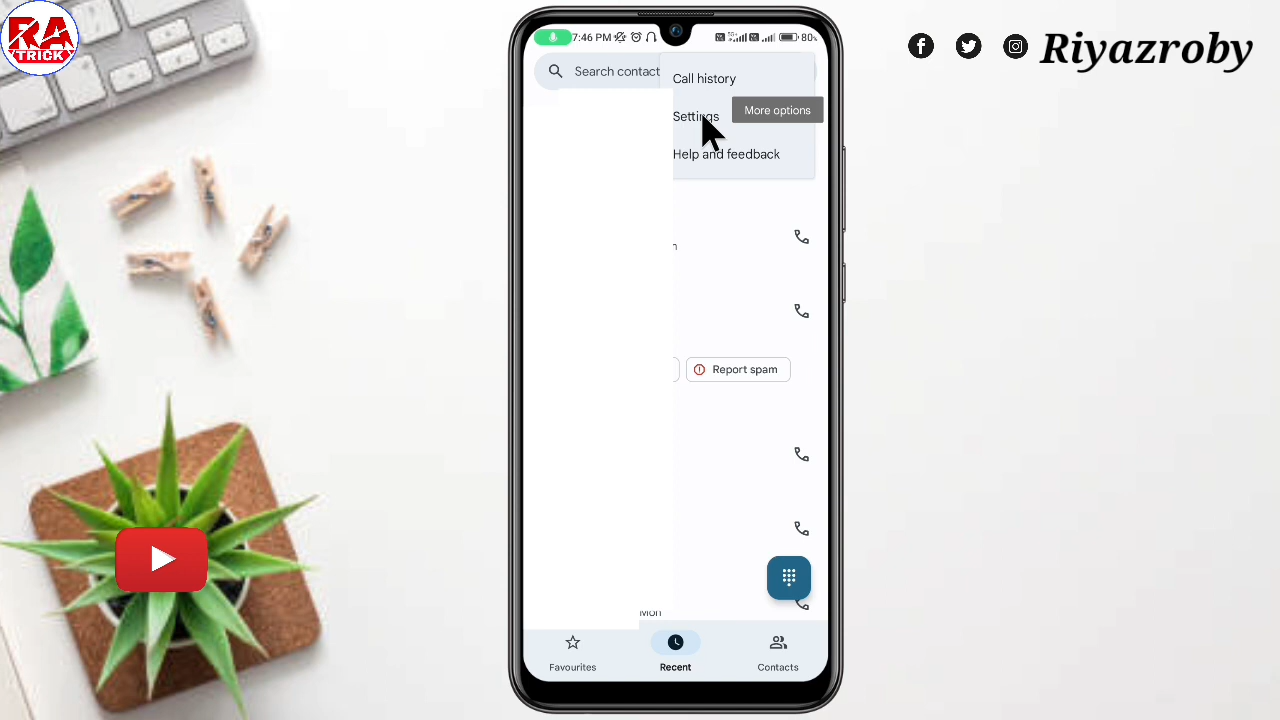 RA
TRICK
7:46 PM
80%
Search contact
Call history
Settings
More options
Help and feedback
Report spam
Mon
Favourites
Recent
Contacts
Riyazroby